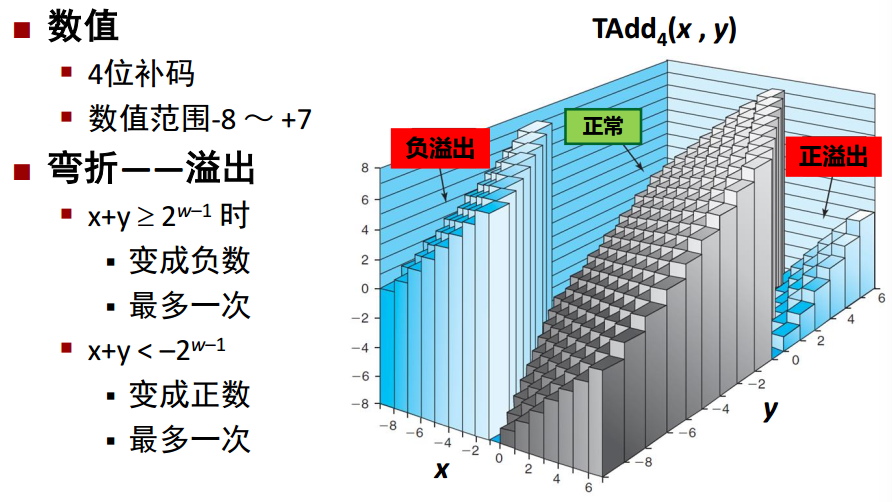 数值
4位补码
数值范围-8 ～ +7
弯折——溢出
x+y ≥ 2^w–1 时
变成负数
最多一次
x+y < –2^w–1
变成正数
最多一次
TAdd4(x , y)
负溢出
正常
正溢出
8
6
4
2
0
–2
–4
–6
–8
–8
–6
–4
–2
0
2
4
6
x
–8
–6
–4
–2
0
2
4
6
y